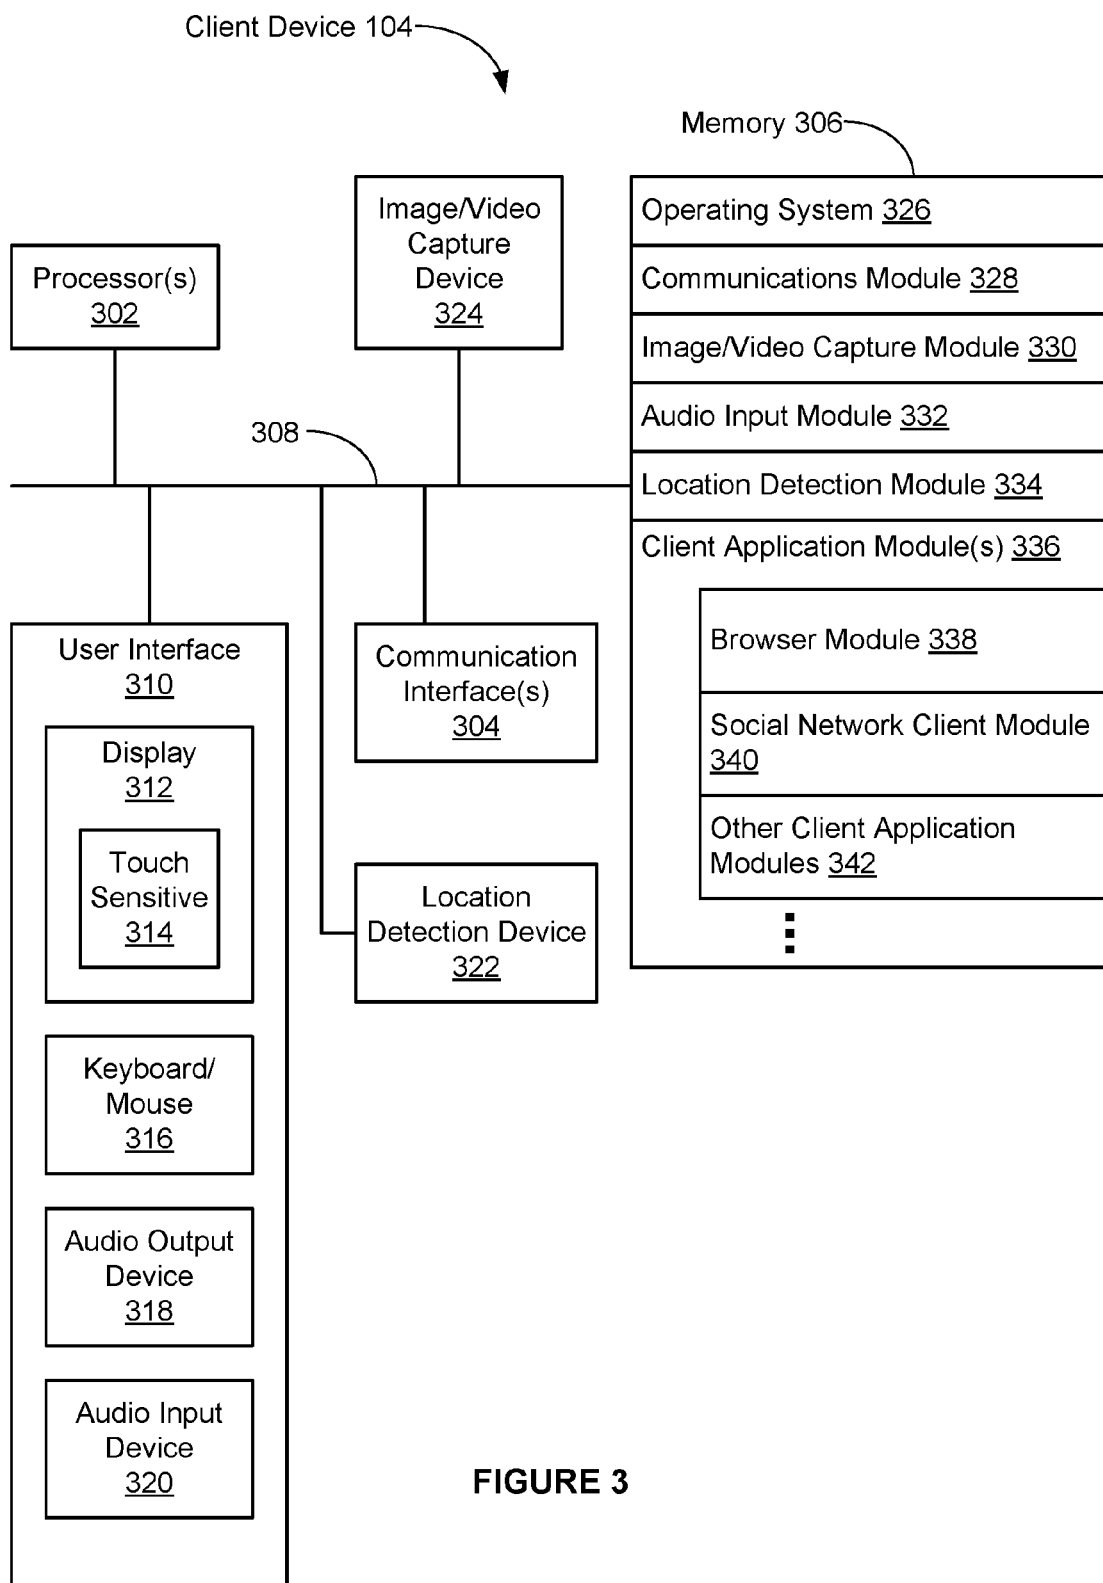 Client Device 104
Memory 306
Image/Video
Capture
Device
324
Processor(s)
302
308
Operating System 326
Communications Module 328
Image/Video Capture Module 330
Audio Input Module 332
Location Detection Module 334
Client Application Module(s) 336
Browser Module 338
Social Network Client Module
340
Other Client Application
Modules 342
User Interface
310
Display
312
Touch
Sensitive
314
Keyboard/
Mouse
316
Audio Output
Device
318
Audio Input
Device
320
Communication
Interface(s)
304
Location
Detection Device
322
FIGURE 3